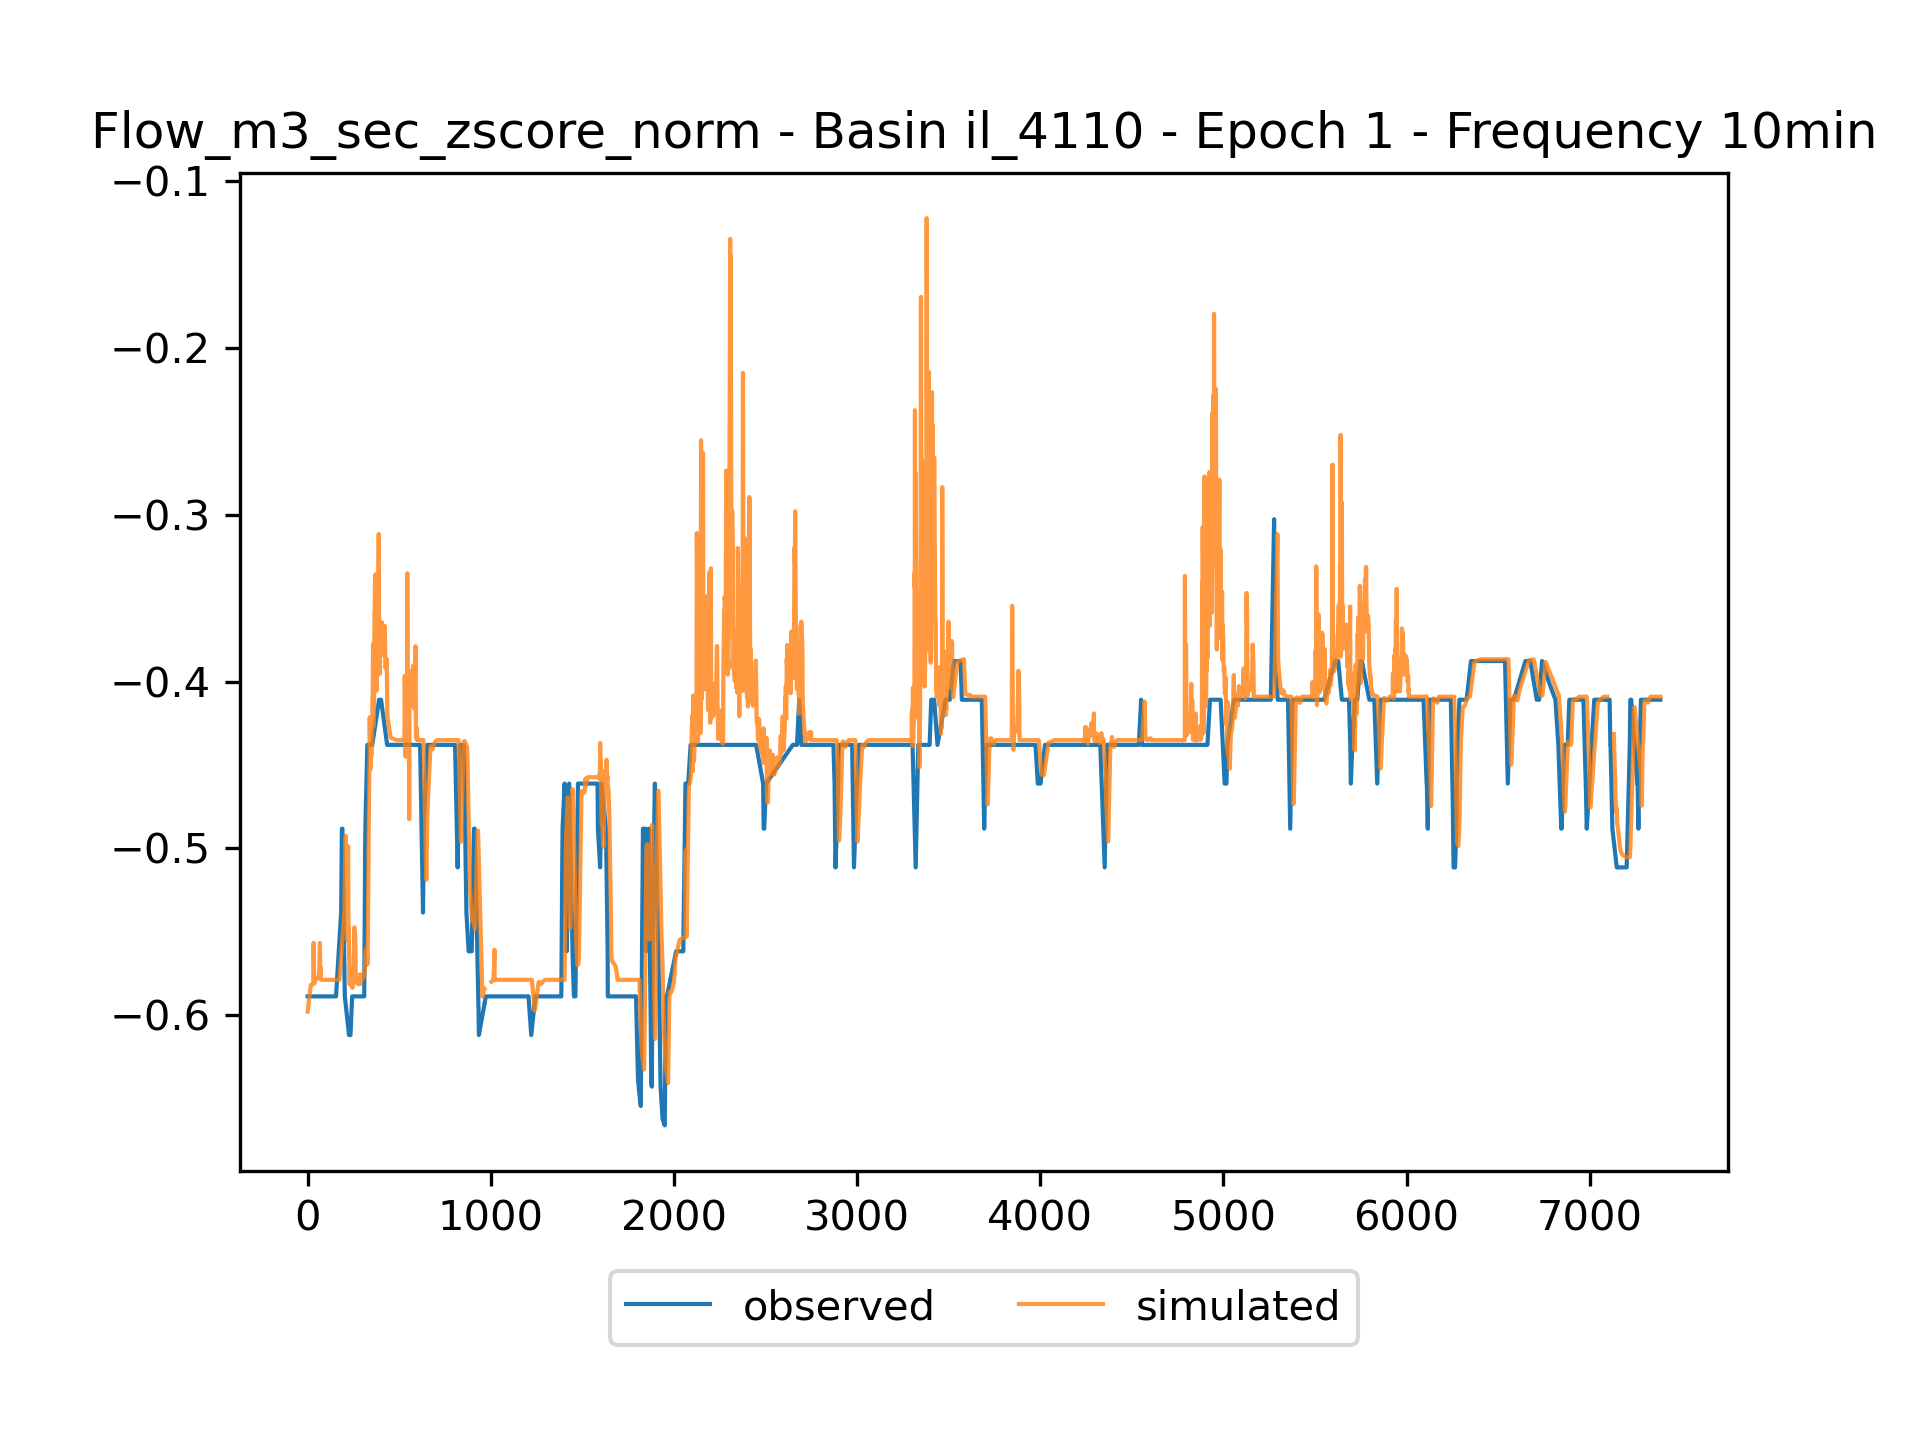 Flow_m3_sec_zscore_norm - Basin il_4110 - Epoch 1 - Frequency 10min
−0.1
−0.2
−0.3
−0.4
−0.5
−0.6
0 1000 2000 3000 4000 5000 6000 7000
observed simulated